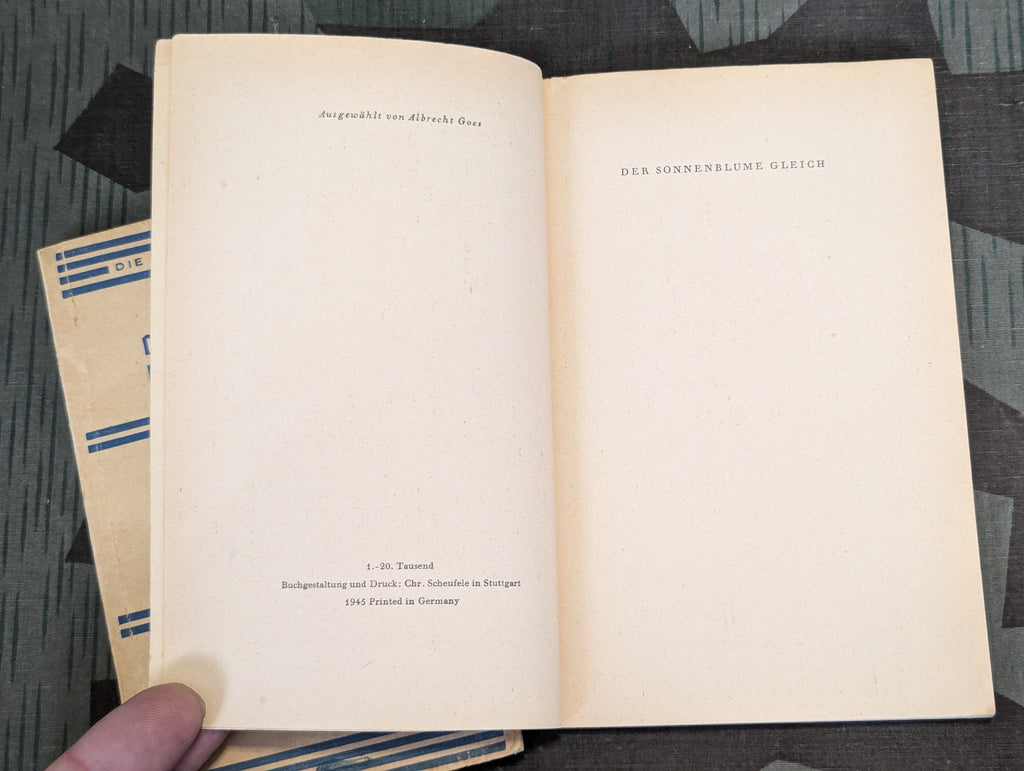 Ausgewählt von Albrecht Goes
1.-20. Tausend
Buchgestaltung und Druck: Chr. Scheufele in Stuttgart
1945 Printed in Germany
DER SONNENBLUME GLEICH
DIE